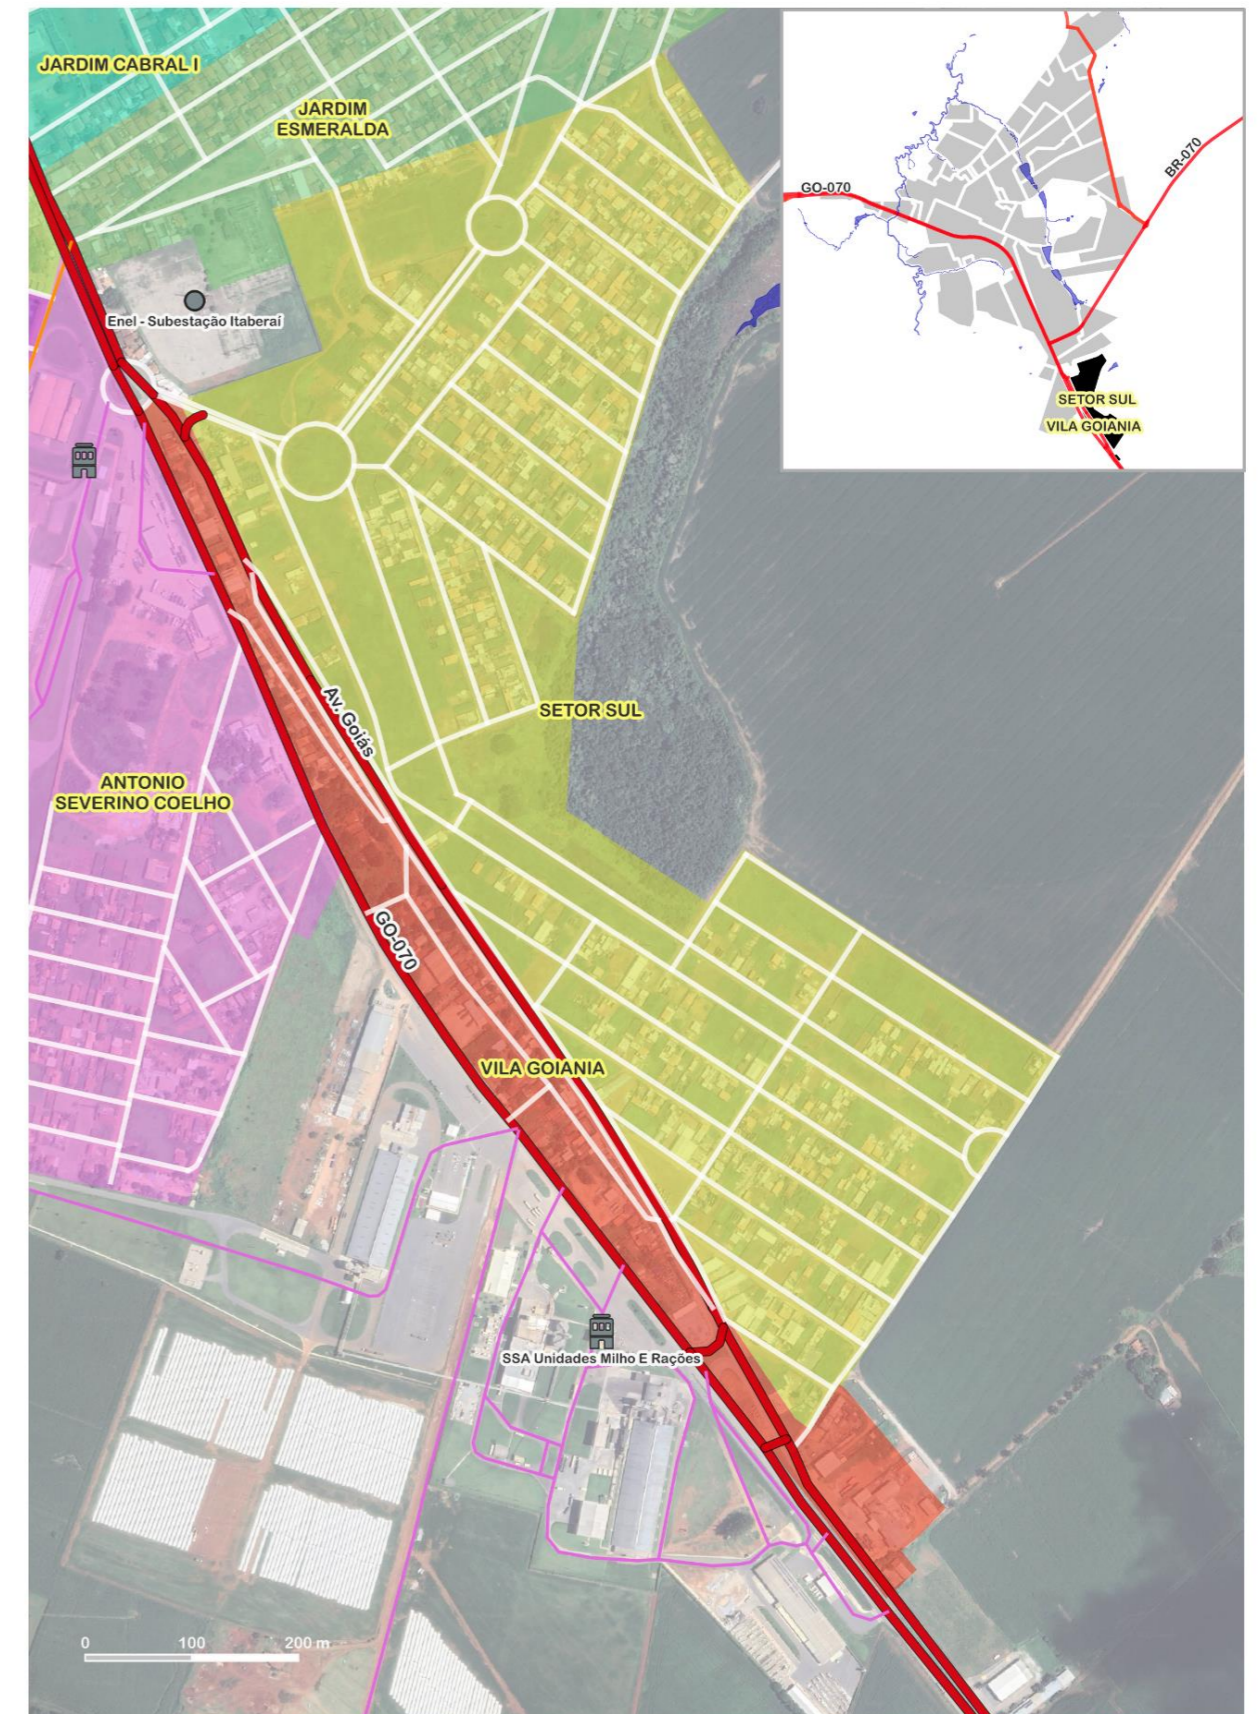 JARDIM CABRAL I
JARDIM
ESMERALDA
GO-070
BR-070
SETOR SUL
VILA GOIANIA
Enel - Subestação Itaberaí
Av. Goiás
SETOR SUL
ANTONIO
SEVERINO COELHO
GO-070
VILA GOIANIA
SSA Unidades Milho E Rações
0 100 200 m